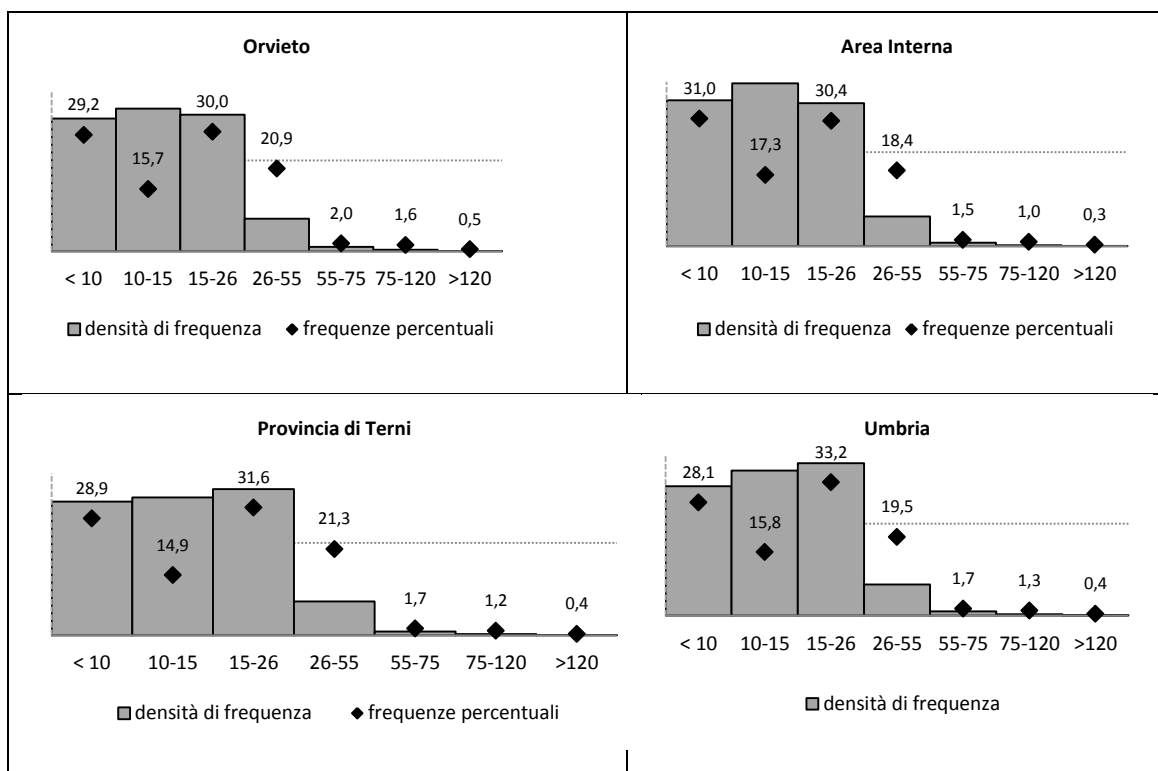 Orvieto
29,2
15,7
30,0
20,9
2,0
1,6
0,5
< 10 10-15 15-26 26-55 55-75 75-120 >120
densità di frequenza frequenze percentuali
Area Interna
31,0
17,3
30,4
18,4
1,5
1,0
0,3
< 10 10-15 15-26 26-55 55-75 75-120 >120
densità di frequenza frequenze percentuali
Provincia di Terni
28,9
14,9
31,6
21,3
1,7
1,2
0,4
< 10 10-15 15-26 26-55 55-75 75-120 >120
densità di frequenza frequenze percentuali
Umbria
28,1
15,8
33,2
19,5
1,7
1,3
0,4
< 10 10-15 15-26 26-55 55-75 75-120 >120
densità di frequenza